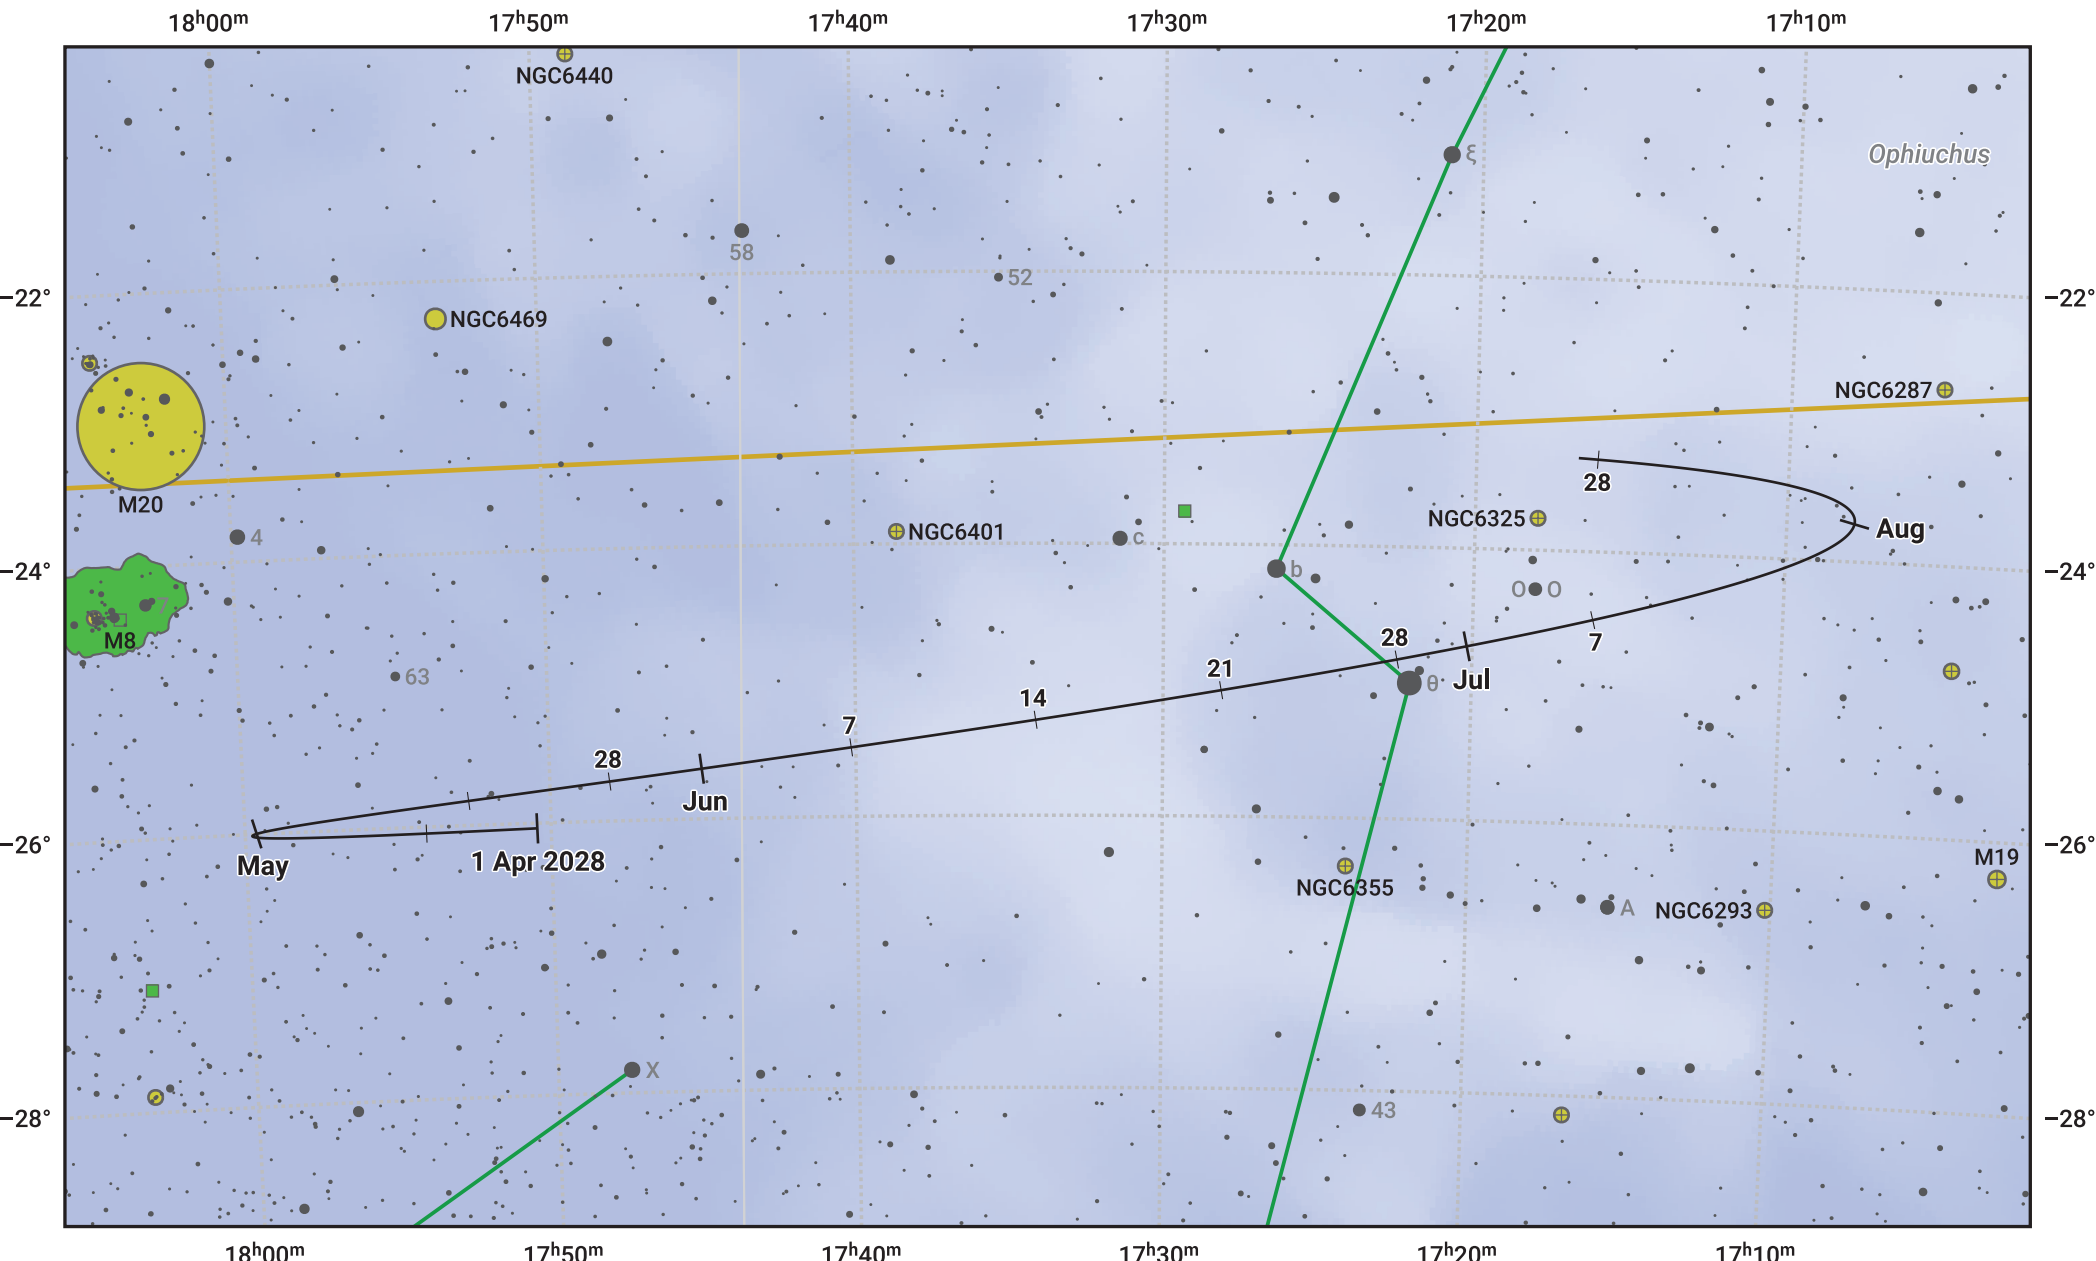 18ʰ00ᵐ 17ʰ50ᵐ 17ʰ40ᵐ 17ʰ30ᵐ 17ʰ20ᵐ 17ʰ10ᵐ
NGC6440
ξ
Ophiuchus
58
52
−22° −22°
NGC6469
NGC6287
M20
28
NGC6325
Aug
4
NGC6401
c
−24° −24°
b
O O
7
M8
28
7
63
21
θ
Jul
14
7
28
Jun
−26° −26°
May
1 Apr 2028
M19
NGC6355
A
NGC6293
X
43
−28° −28°
18ʰ00ᵐ 17ʰ50ᵐ 17ʰ40ᵐ 17ʰ30ᵐ 17ʰ20ᵐ 17ʰ10ᵐ